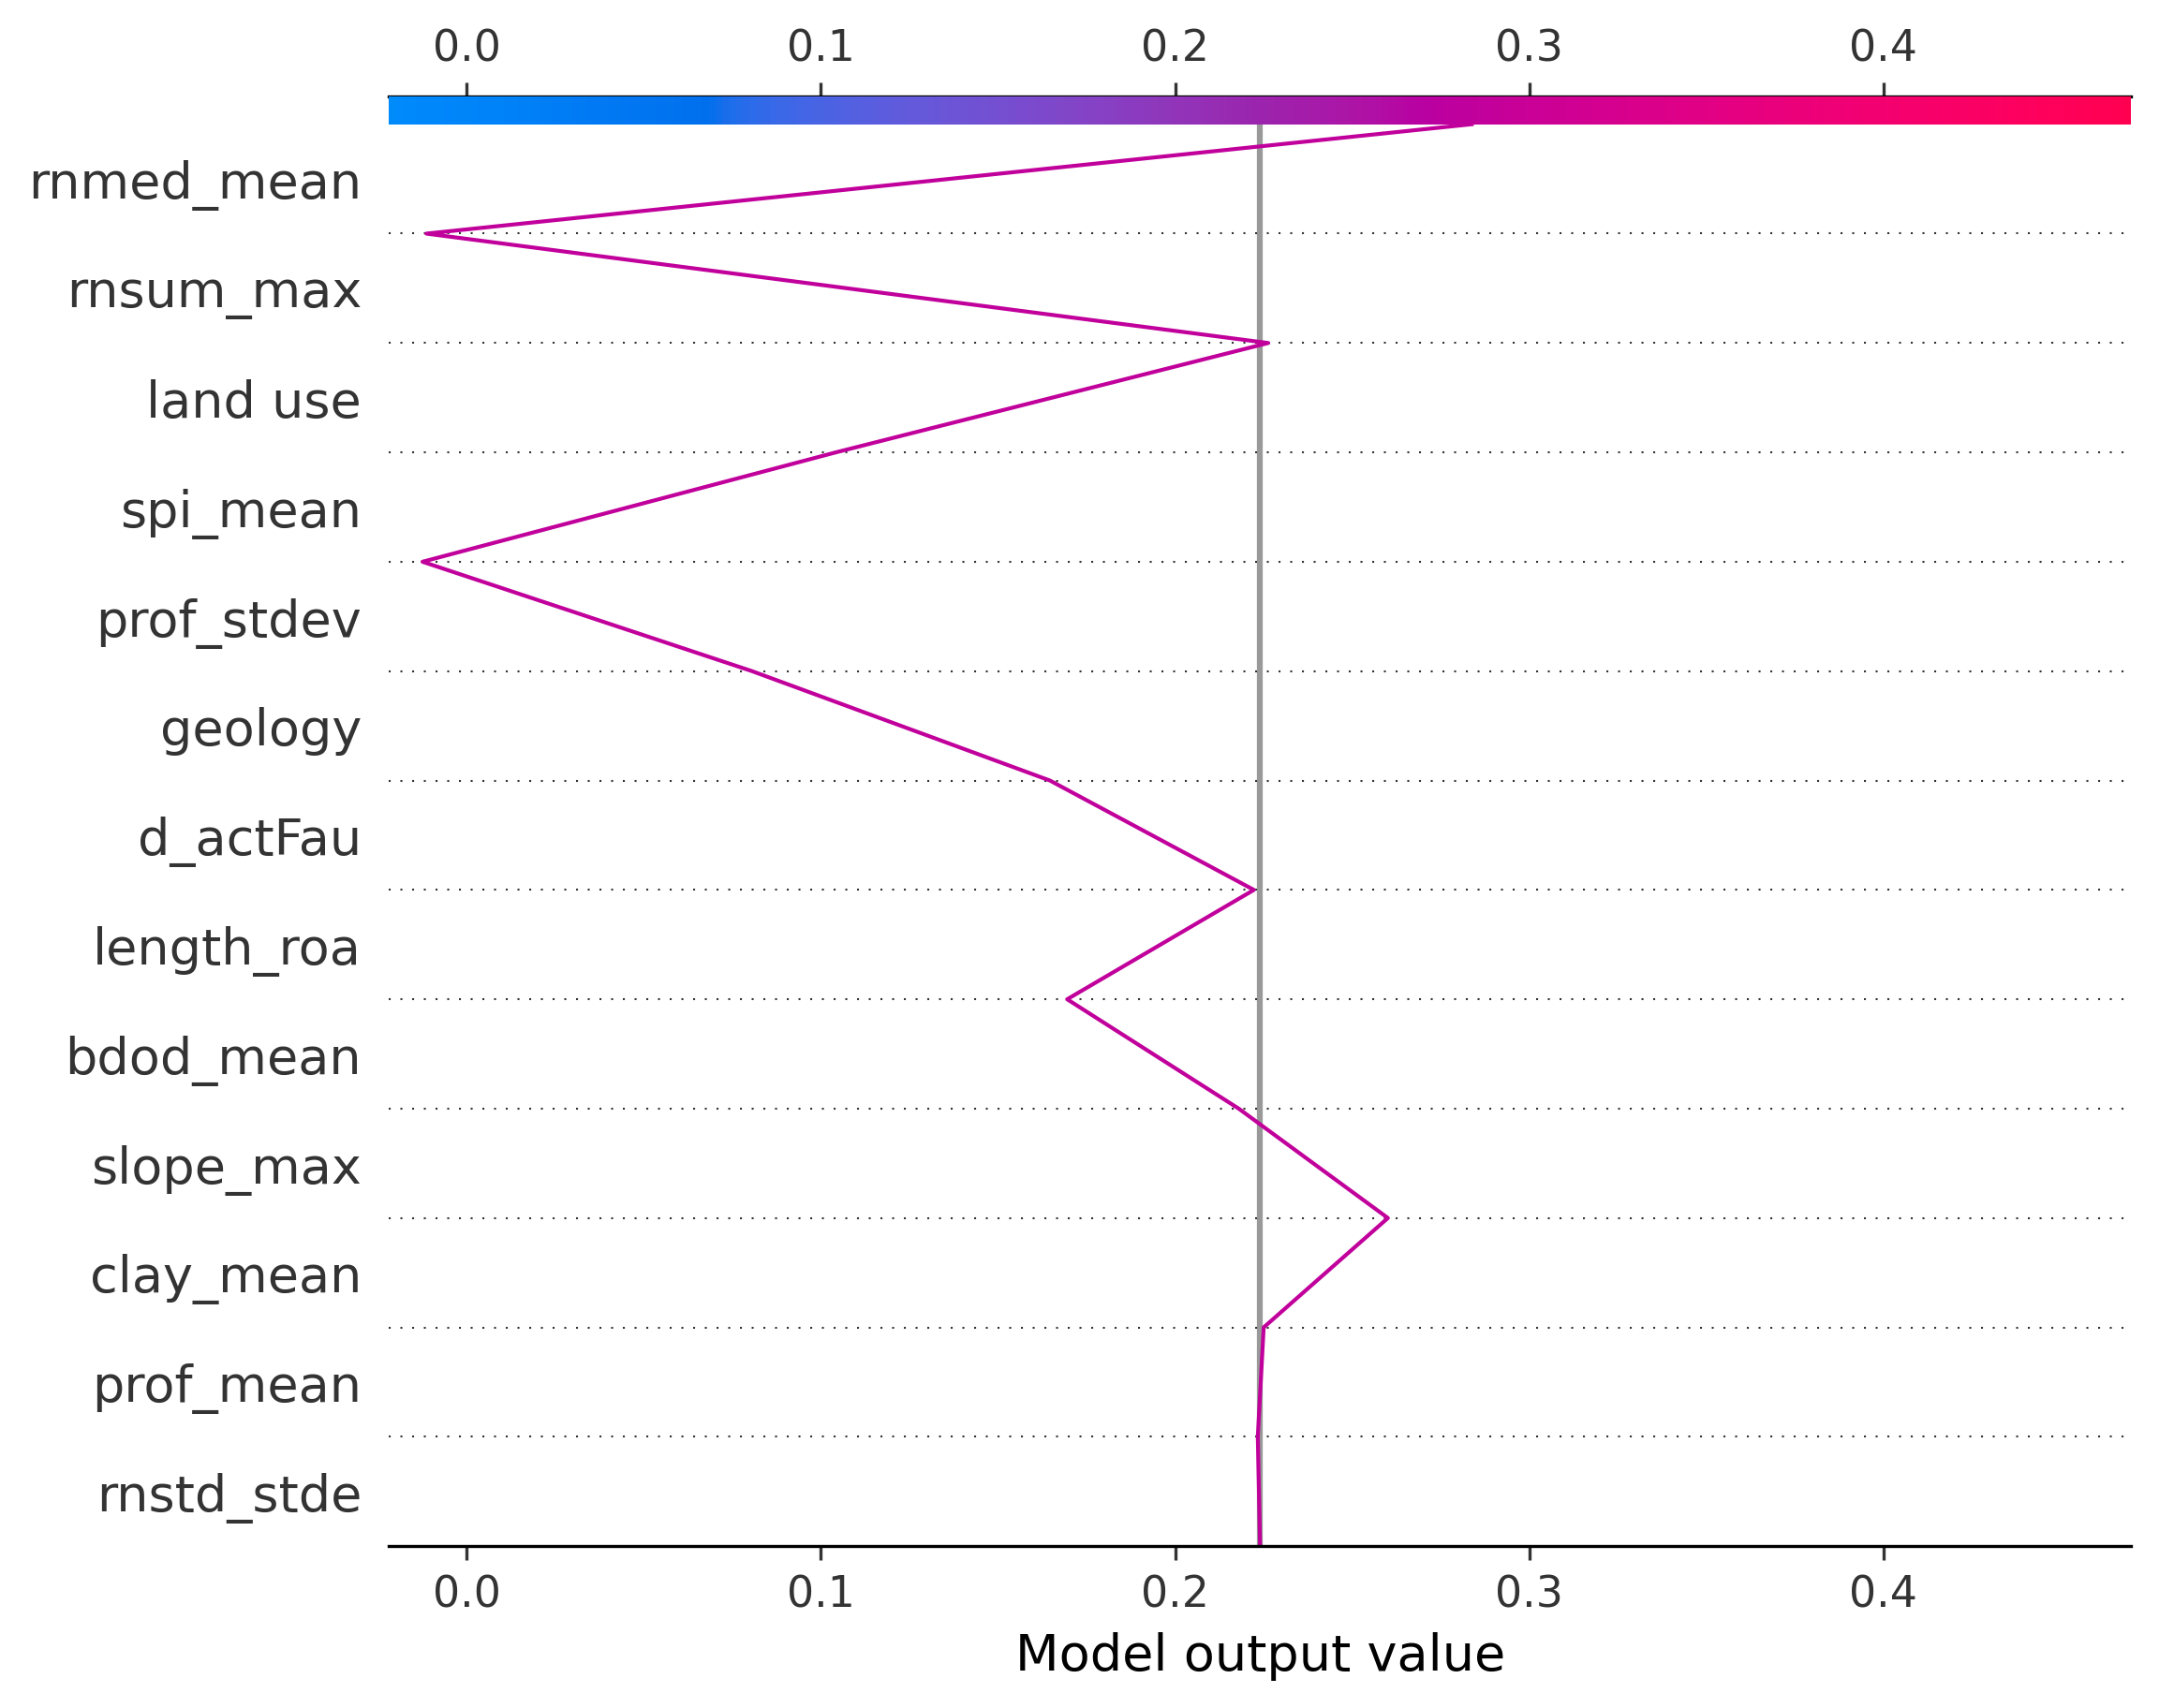 0.0 0.1 0.2 0.3 0.4
rnmed_mean
rnsum_max
land use
spi_mean
prof_stdev
geology
d_actFau
length_roa
bdod_mean
slope_max
clay_mean
prof_mean
rnstd_stde
0.0 0.1 0.2 0.3 0.4
Model output value